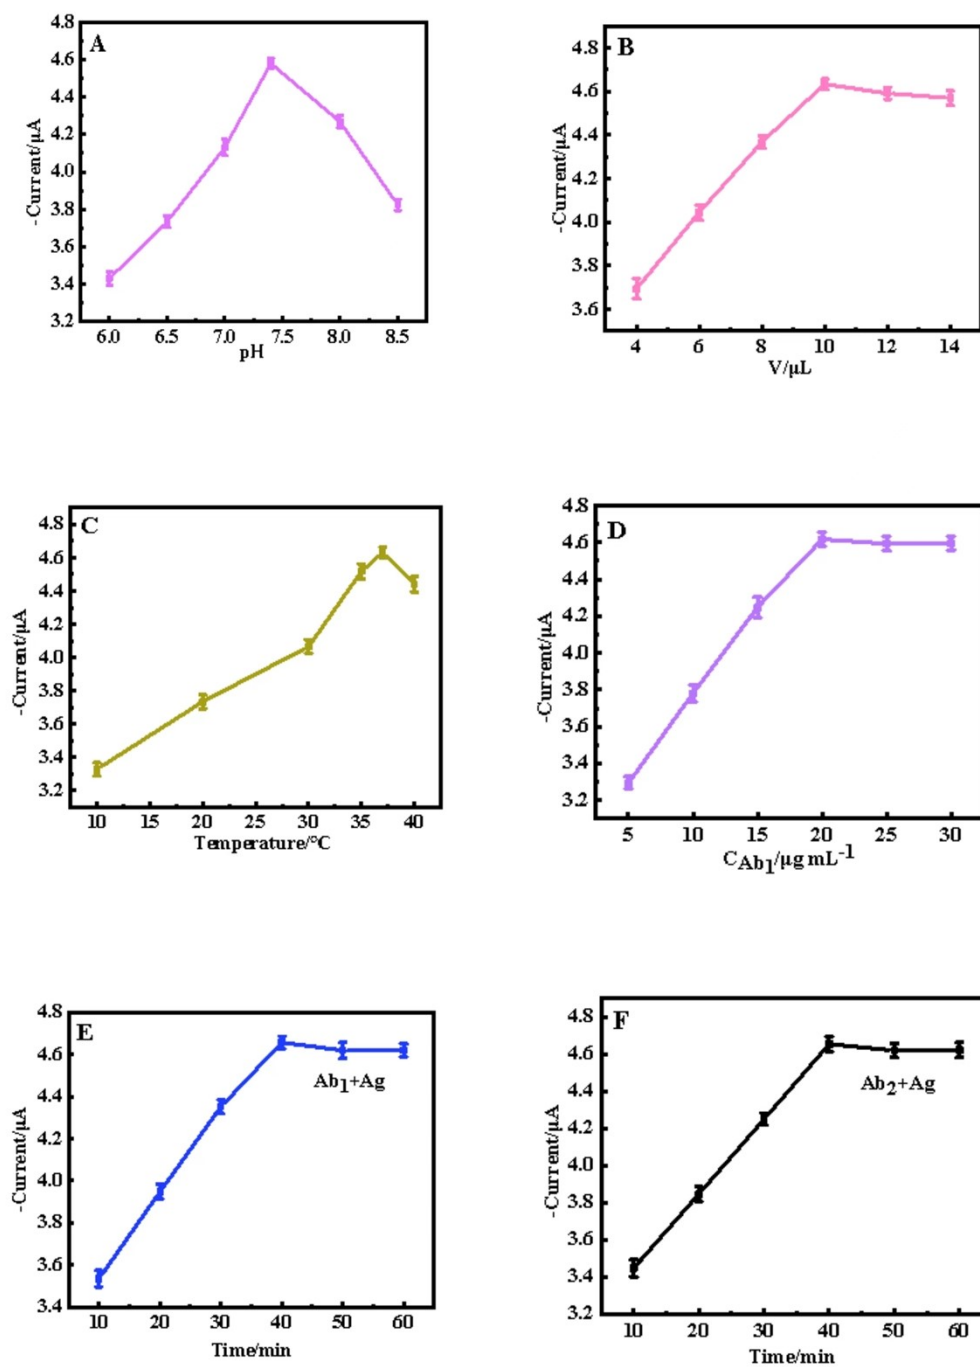 A
-Current/μA
4.8
4.6
4.4
4.2
4.0
3.8
3.6
3.4
3.2
6.0 6.5 7.0 7.5 8.0 8.5
pH
B
-Current/μA
4.8
4.6
4.4
4.2
4.0
3.8
3.6
4 6 8 10 12 14
V/μL
C
-Current/μA
4.8
4.6
4.4
4.2
4.0
3.8
3.6
3.4
3.2
10 15 20 25 30 35 40
Temperature/°C
D
-Current/μA
4.8
4.6
4.4
4.2
4.0
3.8
3.6
3.4
3.2
5 10 15 20 25 30
CAb1/μg mL-1
E
-Current/μA
4.8
4.6
4.4
4.2
4.0
3.8
3.6
3.4
Ab1+Ag
10 20 30 40 50 60
Time/min
F
-Current/μA
4.8
4.6
4.4
4.2
4.0
3.8
3.6
3.4
3.2
Ab2+Ag
10 20 30 40 50 60
Time/min